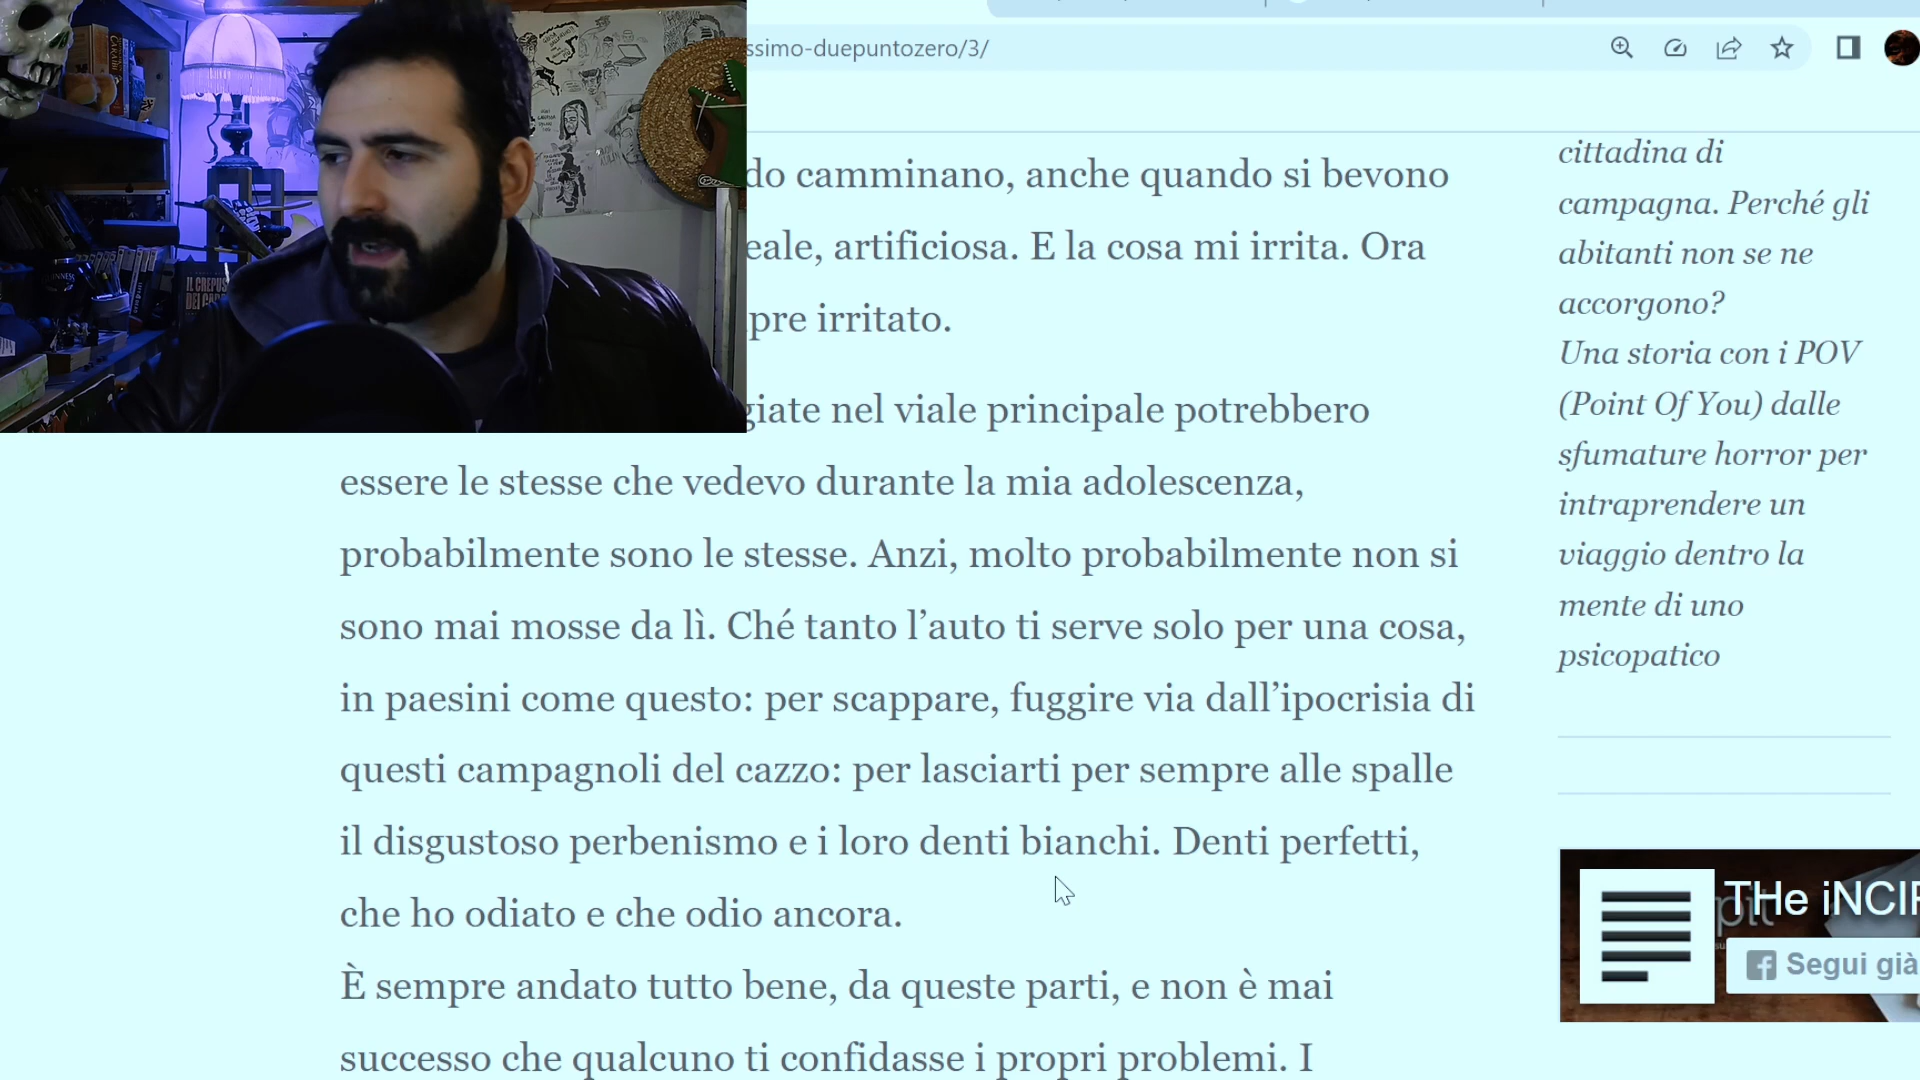 ssimo-duepuntozero/3/
do camminano, anche quando si bevono
eale, artificiosa. E la cosa mi irrita. Ora
pre irritato.
giate nel viale principale potrebbero
essere le stesse che vedevo durante la mia adolescenza,
probabilmente sono le stesse. Anzi, molto probabilmente non si
sono mai mosse da lì. Ché tanto l’auto ti serve solo per una cosa,
in paesini come questo: per scappare, fuggire via dall’ipocrisia di
questi campagnoli del cazzo: per lasciarti per sempre alle spalle
il disgustoso perbenismo e i loro denti bianchi. Denti perfetti,
che ho odiato e che odio ancora.
È sempre andato tutto bene, da queste parti, e non è mai
successo che qualcuno ti confidasse i propri problemi. I
cittadina di
campagna. Perché gli
abitanti non se ne
accorgono?
Una storia con i POV
(Point Of You) dalle
sfumature horror per
intraprendere un
viaggio dentro la
mente di uno
psicopatico
THe iNCIP
Segui già
IL CREPUS
GUINNESS